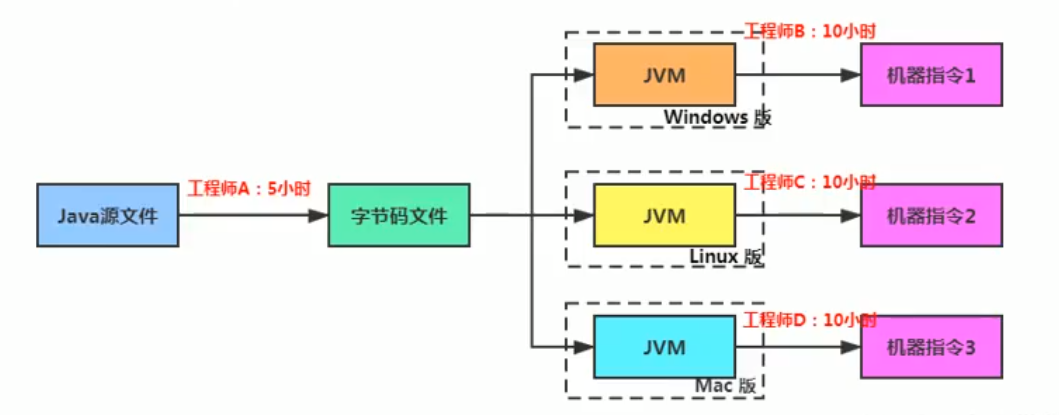 工程师B：10小时
JVM
机器指令1
Windows 版
工程师A：5小时
工程师C：10小时
Java源文件
字节码文件
JVM
机器指令2
Linux 版
工程师D：10小时
JVM
机器指令3
Mac 版